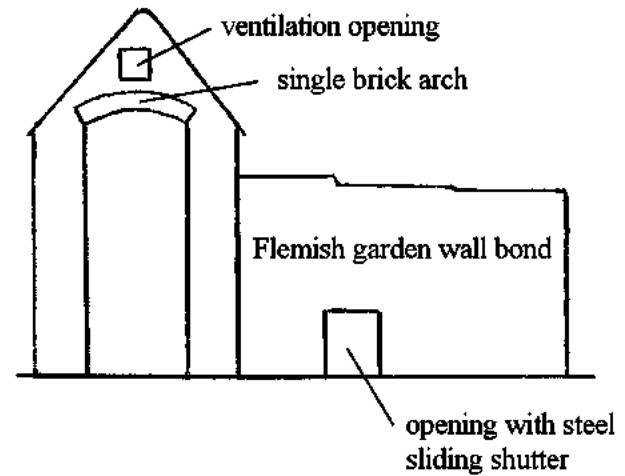 ventilation opening
single brick arch
Flemish garden wall bond
opening with steel
sliding shutter